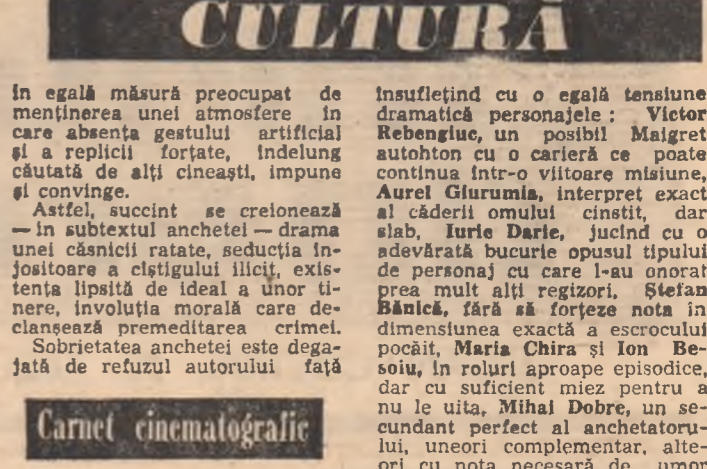 CULTURĂ
în egală măsură preocupat de
menținerea unei atmosfere în
care absența gestului artificial
și a replicii forțate, îndelung
căutată de alți cineaști, impune
și convinge.
Astfel, succint se creionează
— în subtextul anchetei — drama
unei căsnicii ratate, seducția in-
jositoare a cîștigului ilicit, exis-
tența lipsită de ideal a unor ti-
nere, involuția morală care de-
clanșează premeditarea crimei.
Sobrietatea anchetei este dega-
jată de refuzul autorului față
Carnet cinematografic
însuflețind cu o egală tensiune
dramatică personajele : Victor
Rebengiuc, un posibil Maigret
autohton cu o carieră ce poate
continua într-o viitoare misiune,
Aurel Giurumia, interpret exact
al căderii omului cinstit, dar
slab, Iurie Darie, jucînd cu o
adevărată bucurie opusul tipului
de personaj cu care l-au onorat
prea mult alți regizori, Ștefan
Bănică, fără să forțeze nota în
dimensiunea exactă a escrocului
pocăit, Maria Chira și Ion Be-
soiu, în roluri aproape episodice,
dar cu suficient miez pentru a
nu le uita, Mihai Dobre, un se-
cundant perfect al anchetatoru-
lui, uneori complementar, alte-
ori cu nota necesară de umor